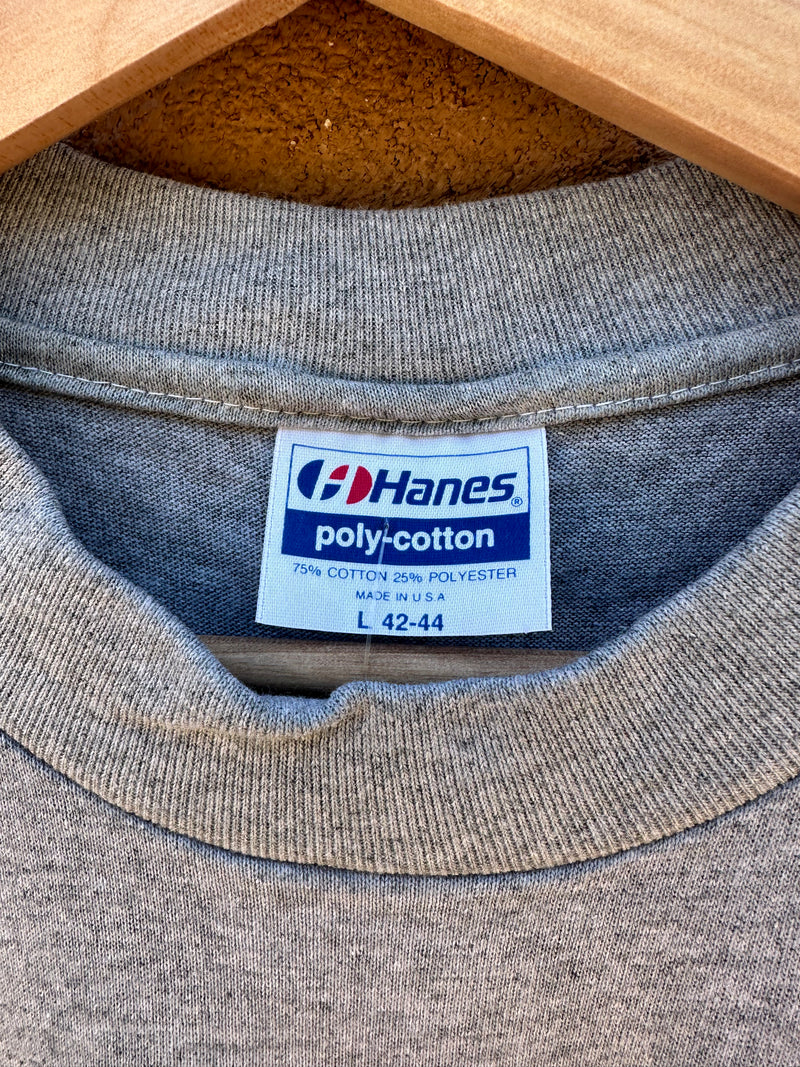 Hanes®
poly-cotton
75% COTTON 25% POLYESTER
MADE IN U S A
L 42-44